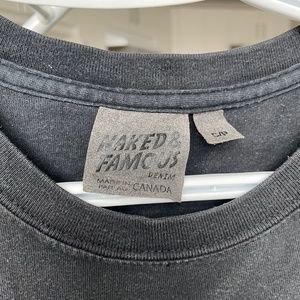 NAKED &
FAMOUS
DENIM
MADE IN
FAIT AU CANADA
S/P